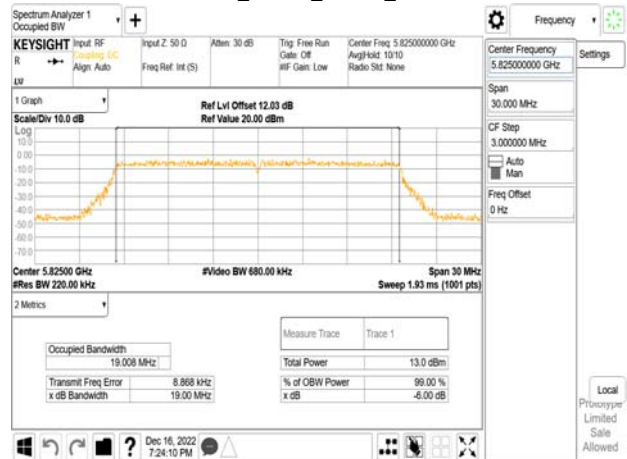 Spectrum Analyzer 1
Occupied BW
Frequency
KEYSIGHT
Input: RF
Coupling: DC
Align: Auto
Input Z: 50 Ω
Freq Ref: Int (S)
Atten: 30 dB
Trig: Free Run
Gate: Off
#IF Gain: Low
Center Freq: 5.825000000 GHz
Avg|Hold: 10/10
Radio Std: None
R
LXI
Center Frequency
5.825000000 GHz
Settings
Span
30.000 MHz
CF Step
3.000000 MHz
Auto
Man
Freq Offset
0 Hz
1 Graph
Scale/Div 10.0 dB
Ref Lvl Offset 12.03 dB
Ref Value 20.00 dBm
Log
10.0
0.00
-10.0
-20.0
-30.0
-40.0
-50.0
-60.0
-70.0
Center 5.82500 GHz
#Video BW 680.00 kHz
Span 30 MHz
#Res BW 220.00 kHz
Sweep 1.93 ms (1001 pts)
2 Metrics
Measure Trace
Trace 1
Occupied Bandwidth
19.008 MHz
Total Power
13.0 dBm
Transmit Freq Error
8.868 kHz
% of OBW Power
99.00 %
x dB Bandwidth
19.00 MHz
x dB
-6.00 dB
Local
Prototype
Limited
Sale
Allowed
Dec 16, 2022
7:24:10 PM